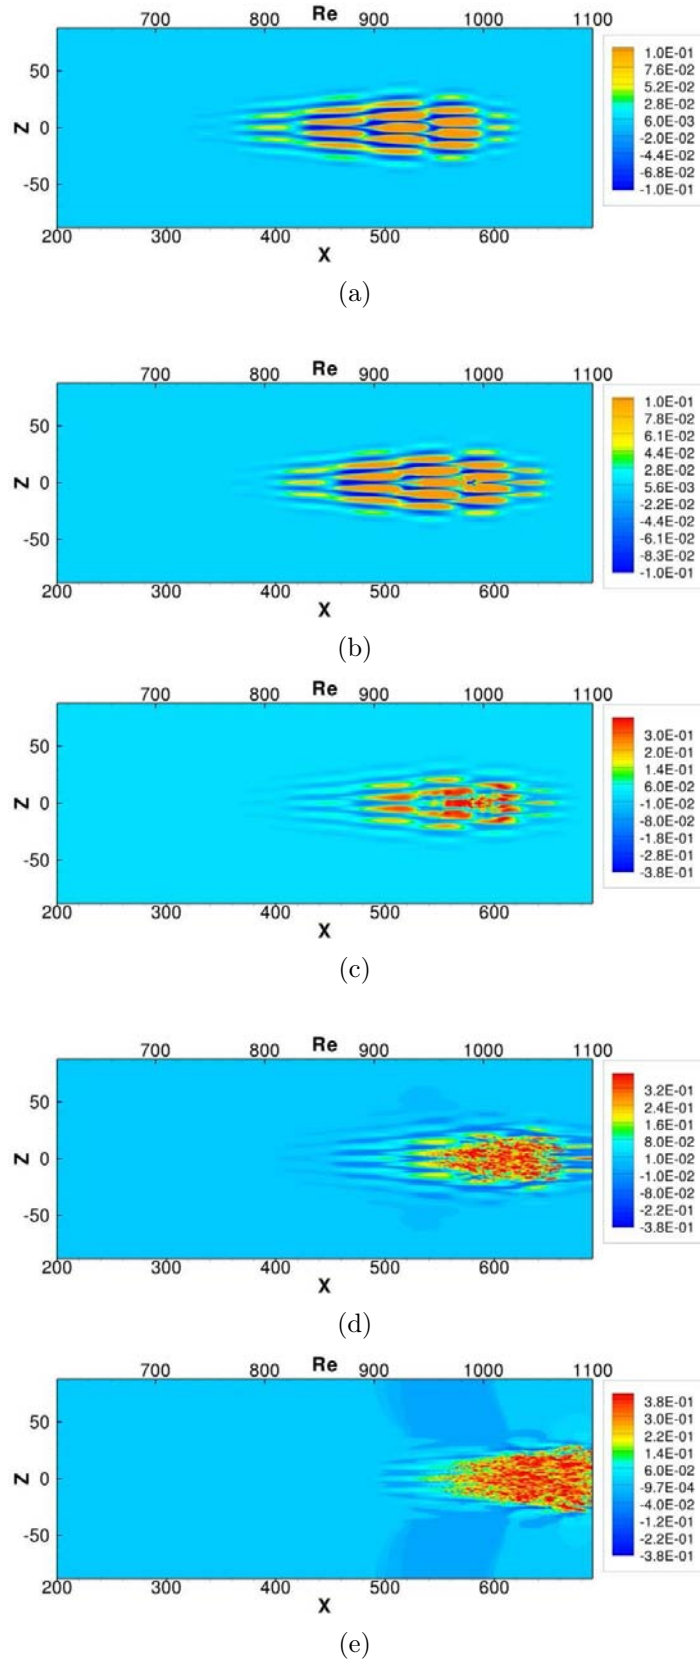 Re
700 800 900 1000 1100
50
0
-50
Z
200 300 400 500 600
X
1.0E-01
7.6E-02
5.2E-02
2.8E-02
6.0E-03
-2.0E-02
-4.4E-02
-6.8E-02
-1.0E-01
(a)
Re
700 800 900 1000 1100
50
0
-50
Z
200 300 400 500 600
X
1.0E-01
7.8E-02
6.1E-02
4.4E-02
2.8E-02
5.6E-03
-2.2E-02
-4.4E-02
-6.1E-02
-8.3E-02
-1.0E-01
(b)
Re
700 800 900 1000 1100
50
0
-50
Z
200 300 400 500 600
X
3.0E-01
2.0E-01
1.4E-01
6.0E-02
-1.0E-02
-9.0E-02
-1.8E-01
-2.8E-01
-3.8E-01
(c)
Re
700 800 900 1000 1100
50
0
-50
Z
200 300 400 500 600
X
3.2E-01
2.4E-01
1.6E-01
8.0E-02
1.0E-02
-1.0E-02
-8.0E-02
-2.2E-01
-3.8E-01
(d)
Re
700 800 900 1000 1100
50
0
-50
Z
200 300 400 500 600
X
3.8E-01
3.0E-01
2.2E-01
1.4E-01
6.0E-02
-9.7E-04
-4.0E-02
-1.2E-01
-2.2E-01
-3.8E-01
(e)